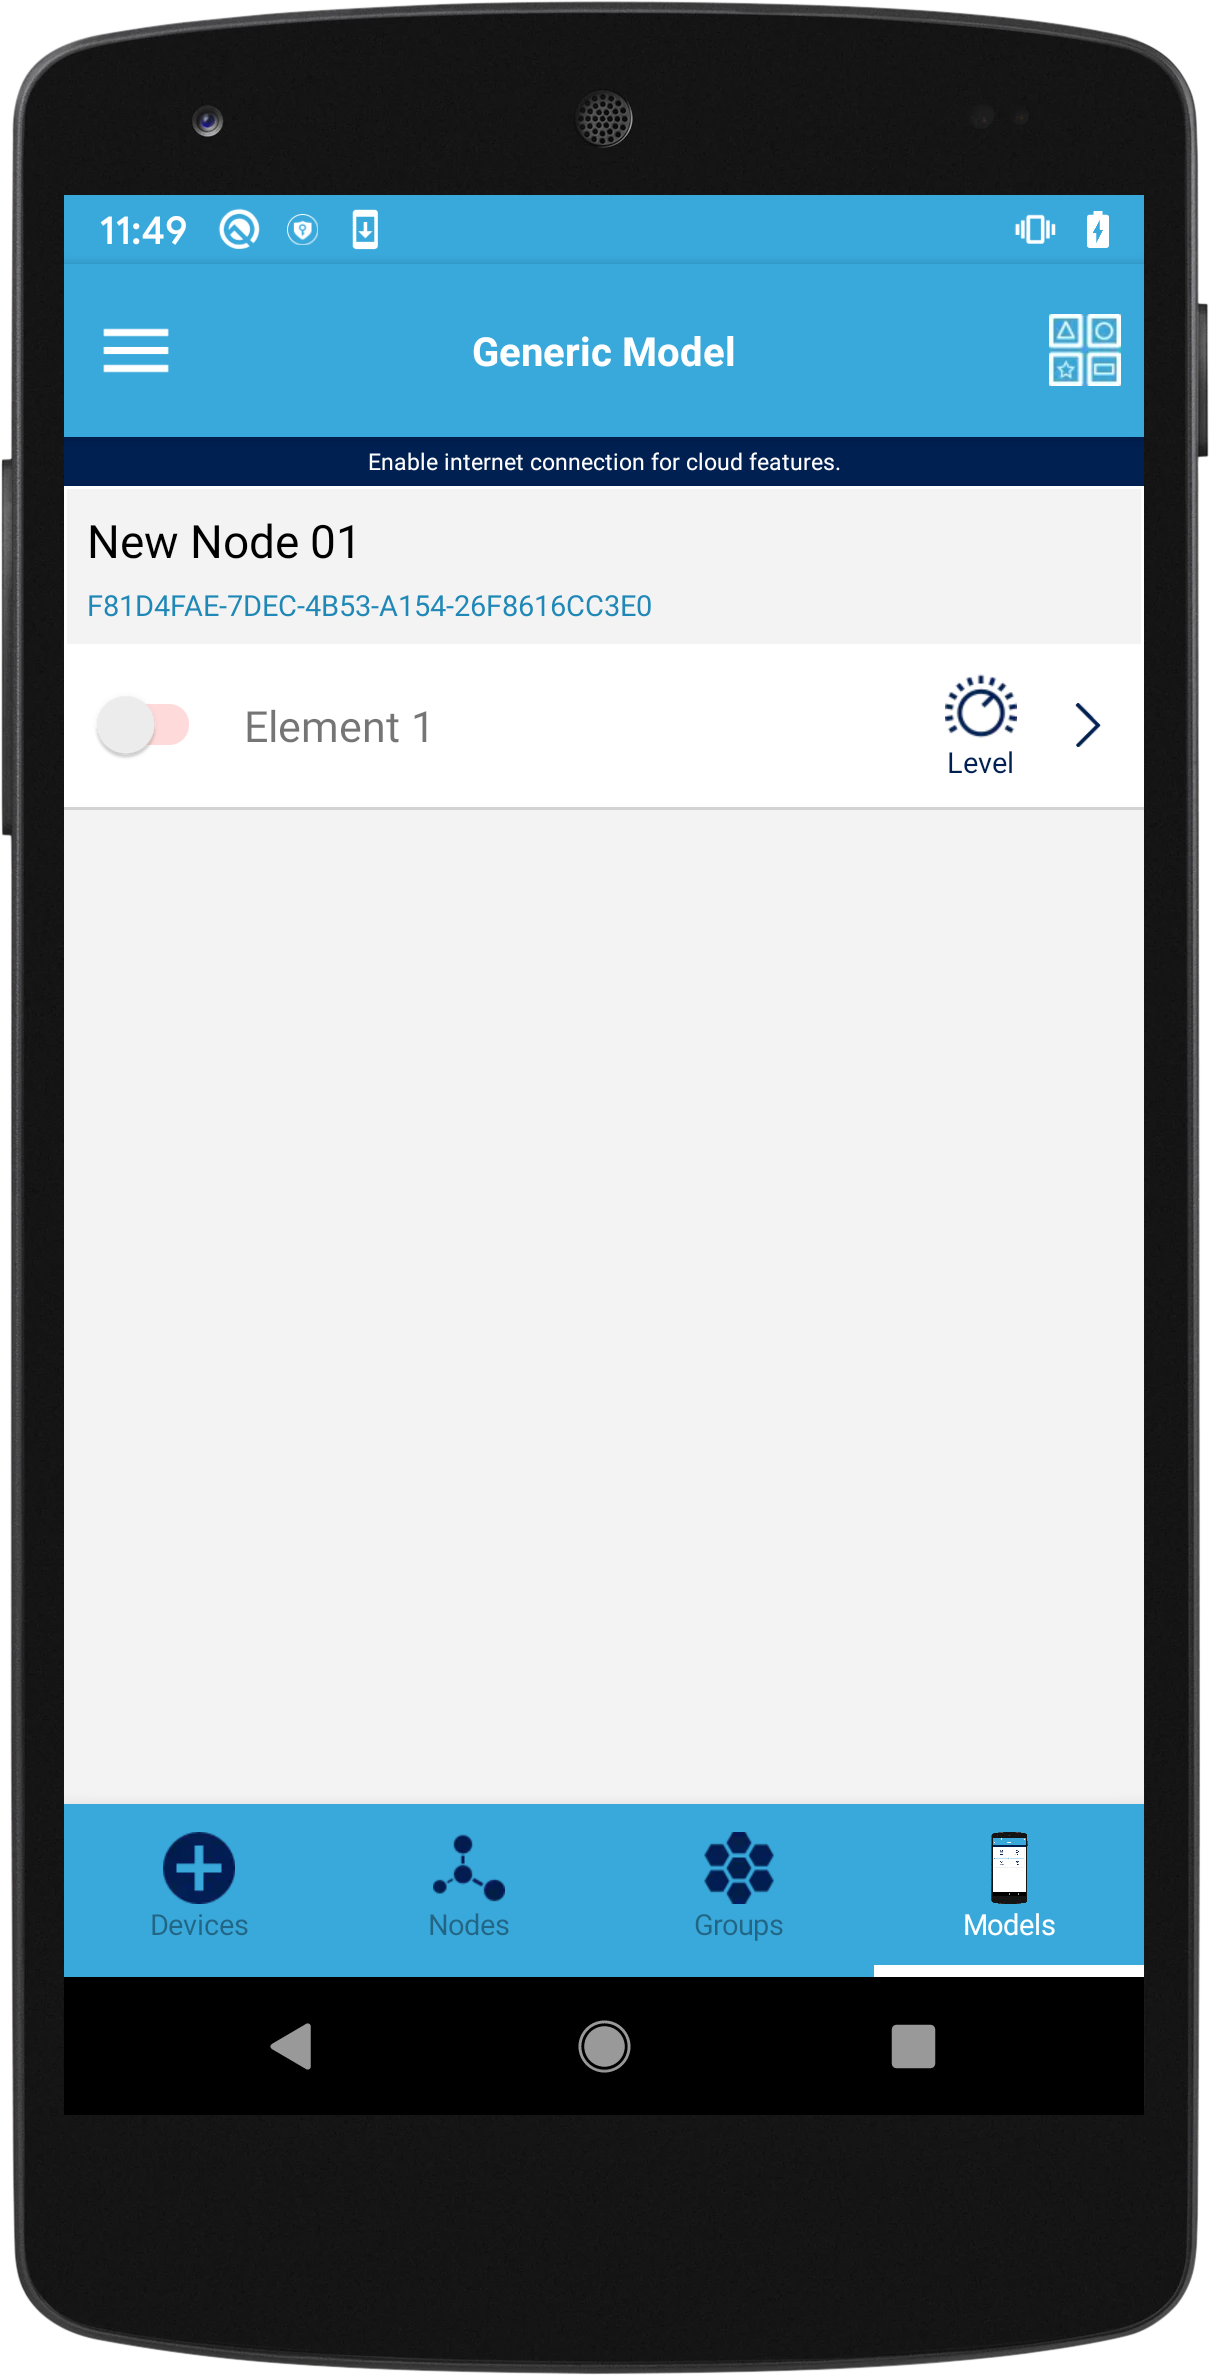 11:49
Generic Model
Enable internet connection for cloud features.
New Node 01
F81D4FAE-7DEC-4B53-A154-26F8616CC3E0
Element 1
Level
Devices
Nodes
Groups
Models